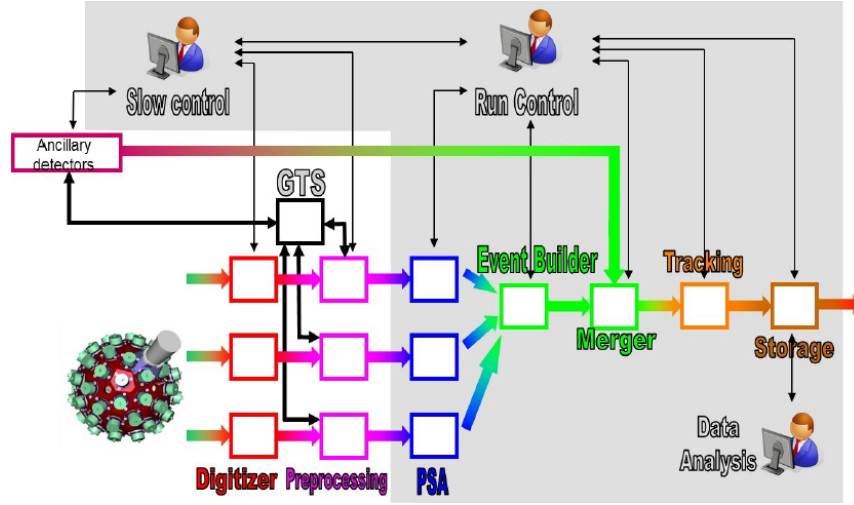 Slow control
Run Control
Ancillary
detectors
GTS
Event Builder
Tracking
Merger
Storage
Data
Analysis
Digitizer
Preprocessing
PSA